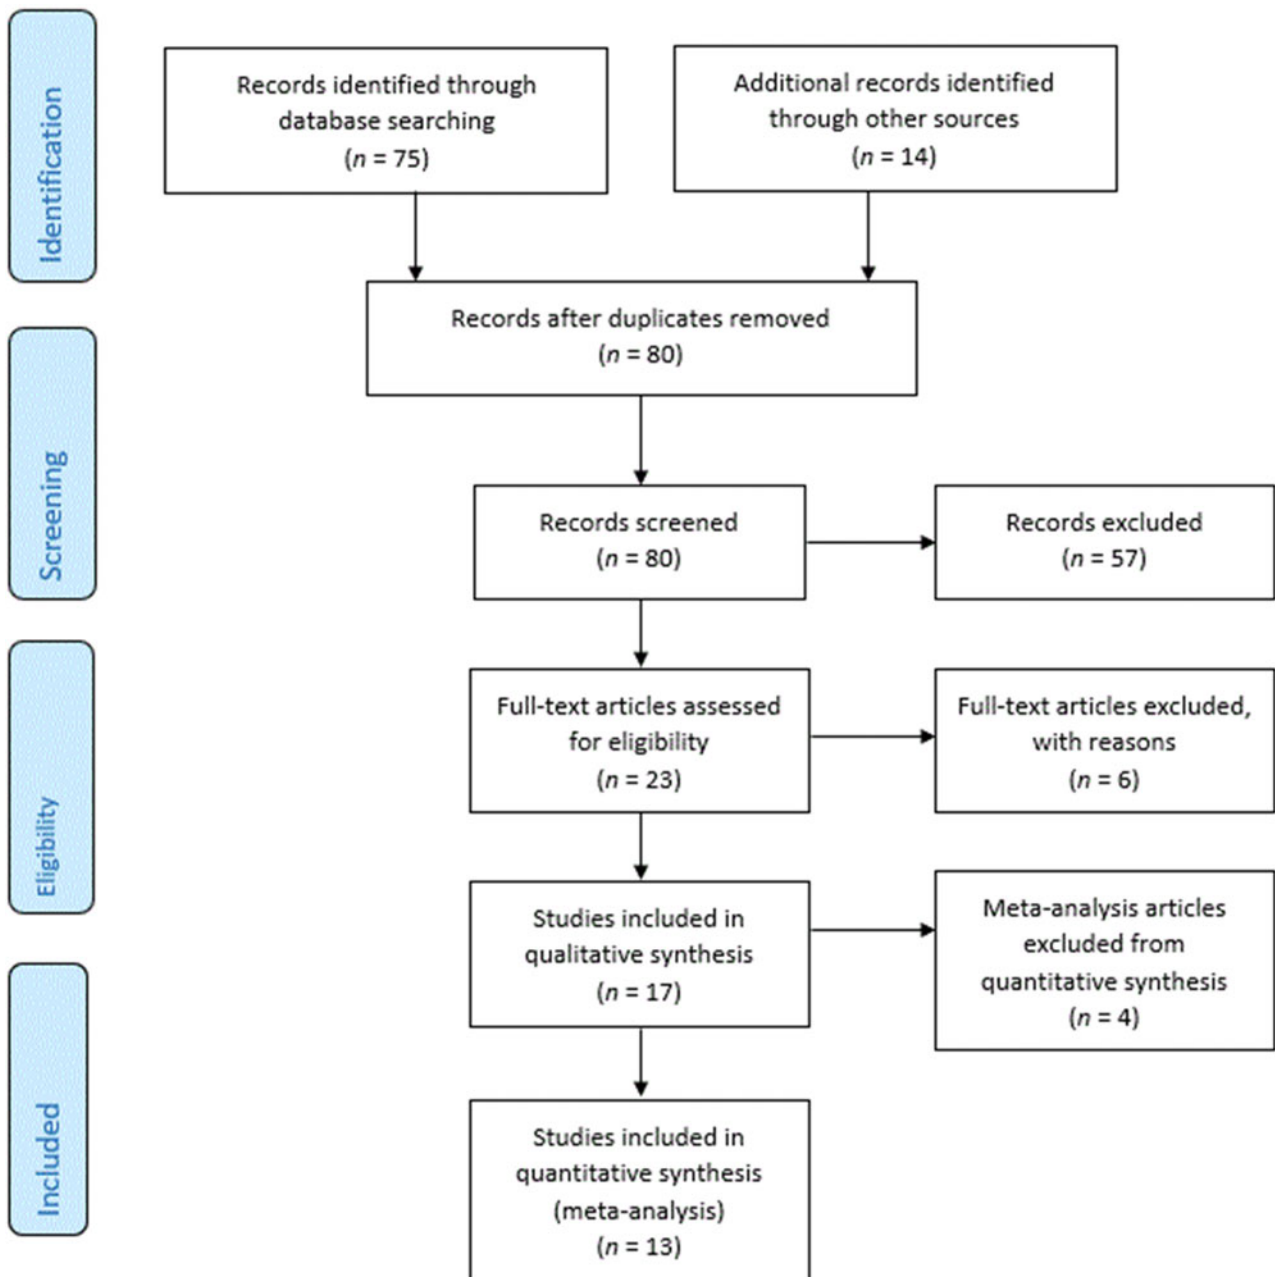 Identification
Records identified through
database searching
(n = 75)
Additional records identified
through other sources
(n = 14)
Records after duplicates removed
(n = 80)
Screening
Records screened
(n = 80)
Records excluded
(n = 57)
Eligibility
Full-text articles assessed
for eligibility
(n = 23)
Full-text articles excluded,
with reasons
(n = 6)
Studies included in
qualitative synthesis
(n = 17)
Meta-analysis articles
excluded from
quantitative synthesis
(n = 4)
Included
Studies included in
quantitative synthesis
(meta-analysis)
(n = 13)